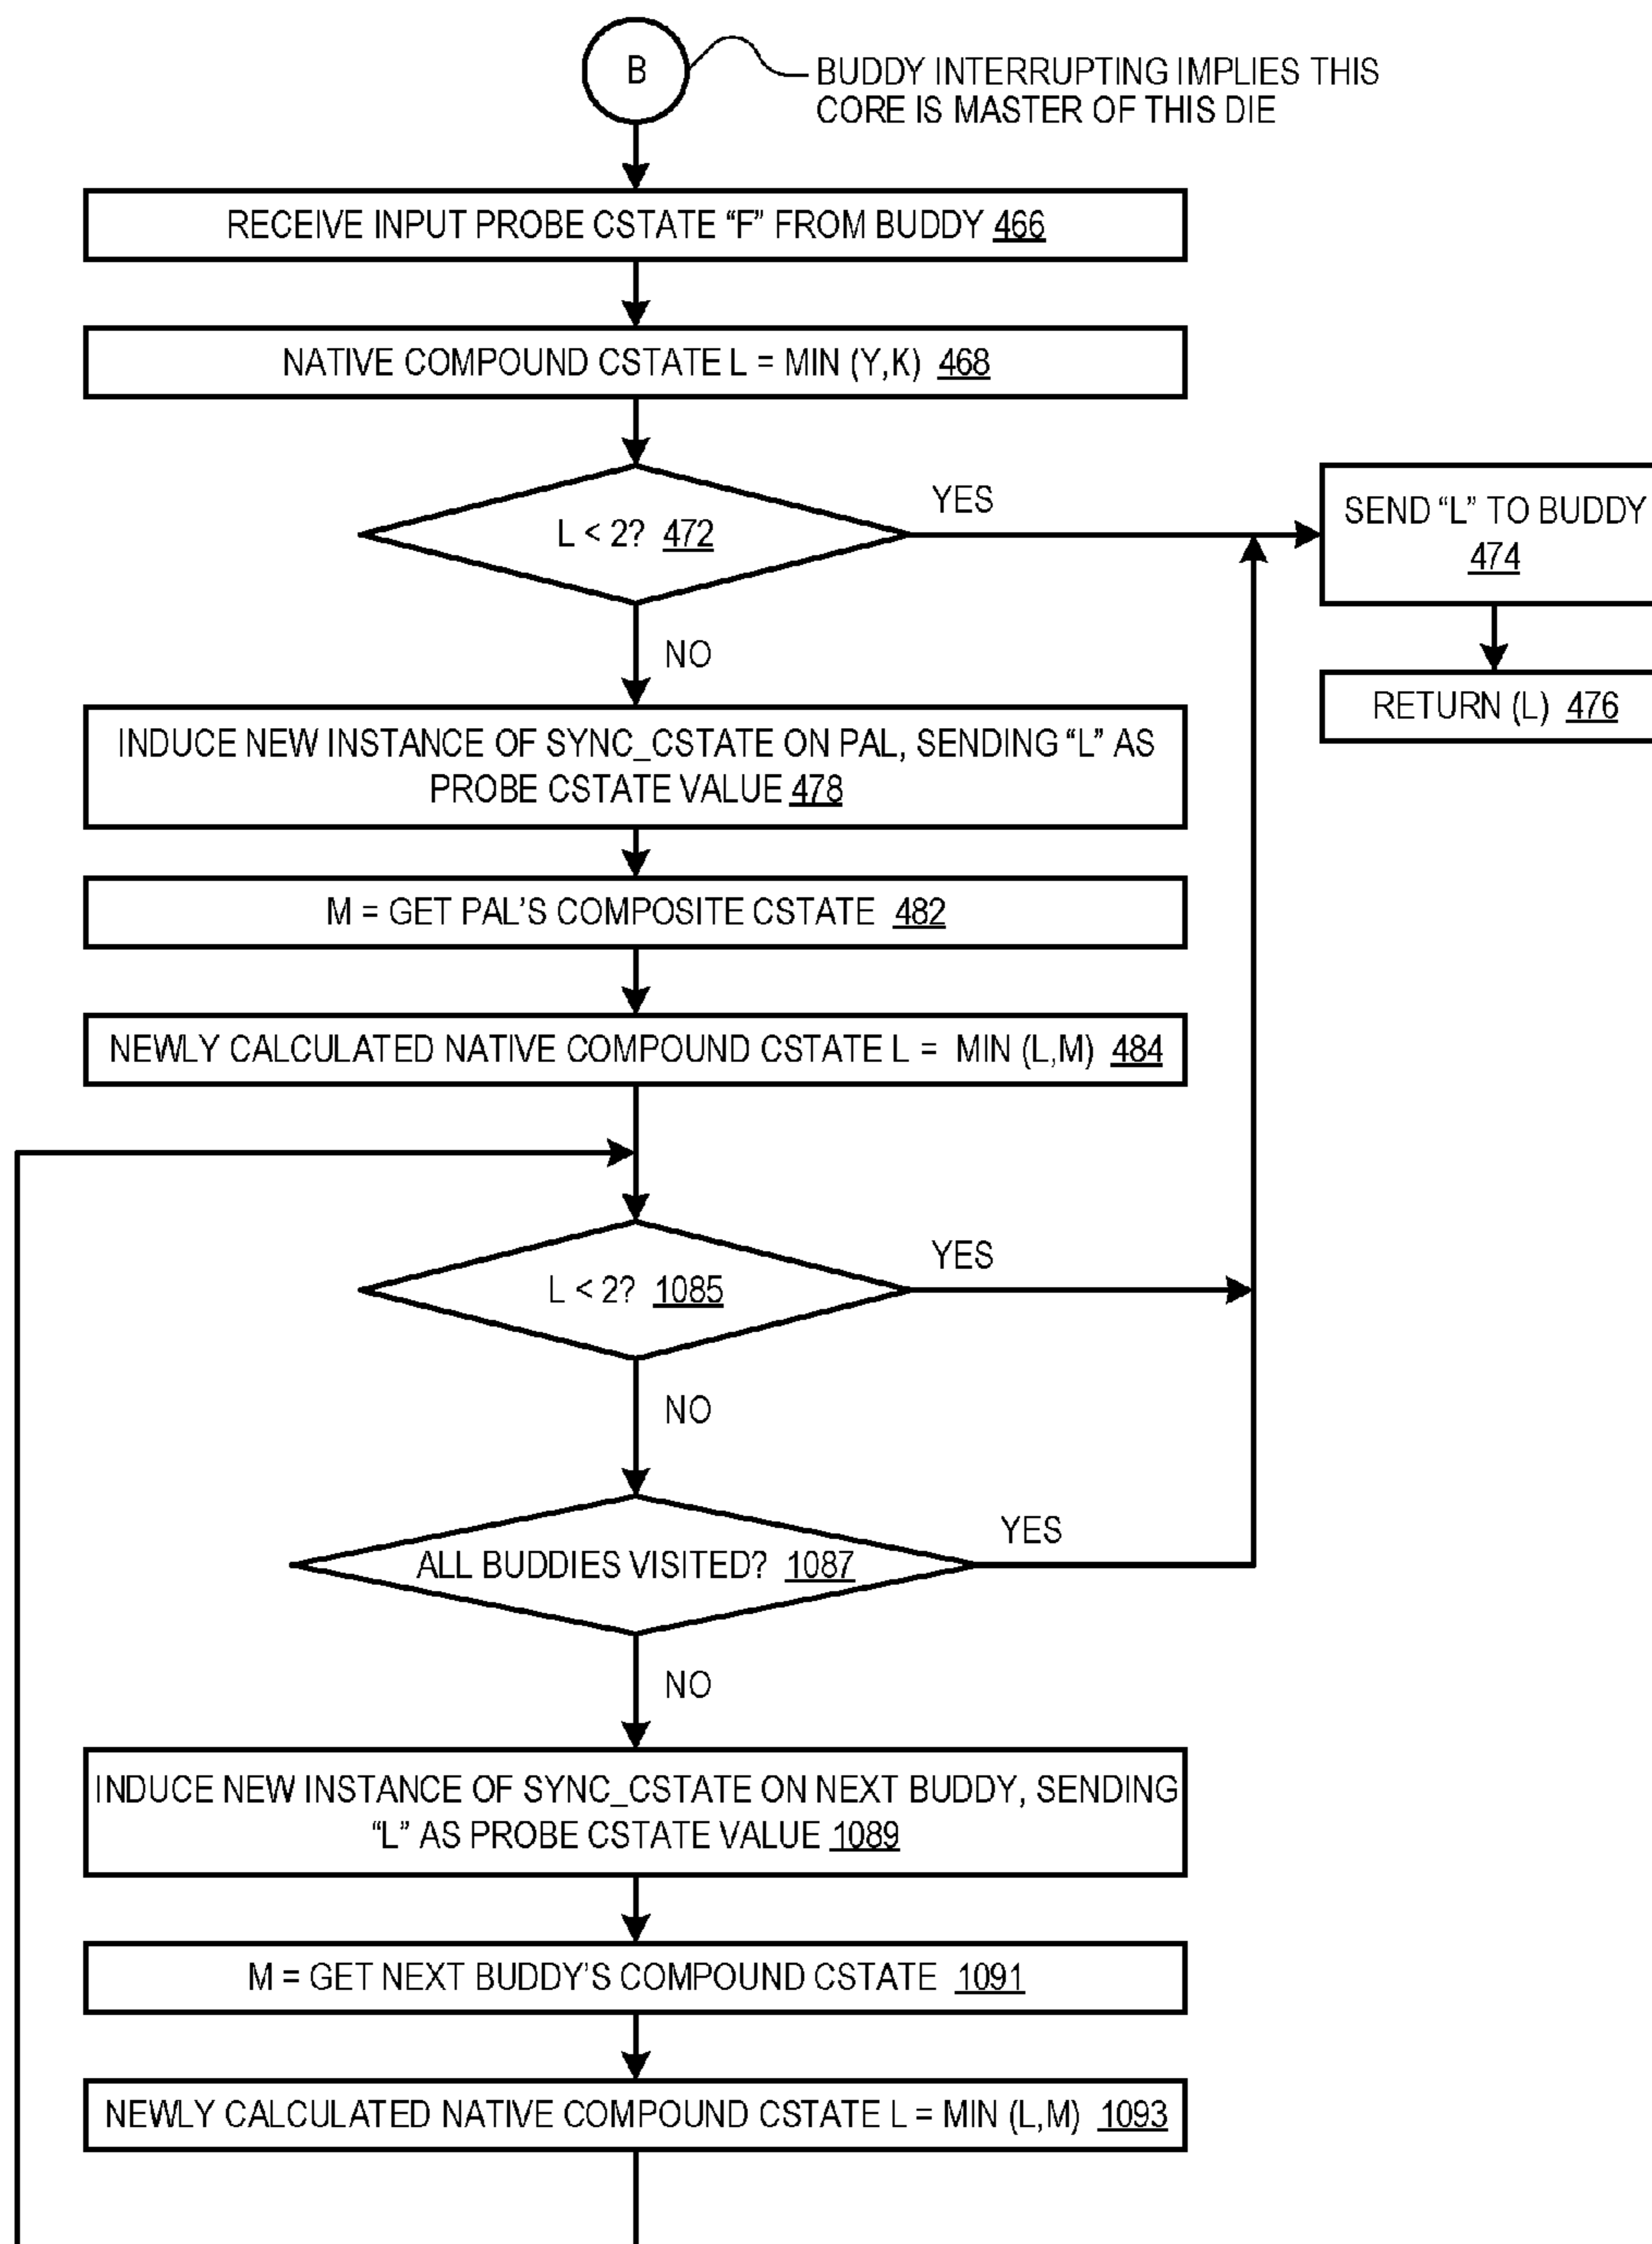 B
BUDDY INTERRUPTING IMPLIES THIS
CORE IS MASTER OF THIS DIE
RECEIVE INPUT PROBE CSTATE “F” FROM BUDDY 466
NATIVE COMPOUND CSTATE L = MIN (Y,K) 468
L < 2? 472
YES
SEND “L” TO BUDDY
474
RETURN (L) 476
NO
INDUCE NEW INSTANCE OF SYNC_CSTATE ON PAL, SENDING “L” AS
PROBE CSTATE VALUE 478
M = GET PAL’S COMPOSITE CSTATE 482
NEWLY CALCULATED NATIVE COMPOUND CSTATE L = MIN (L,M) 484
L < 2? 1085
YES
NO
ALL BUDDIES VISITED? 1087
YES
NO
INDUCE NEW INSTANCE OF SYNC_CSTATE ON NEXT BUDDY, SENDING
“L” AS PROBE CSTATE VALUE 1089
M = GET NEXT BUDDY’S COMPOUND CSTATE 1091
NEWLY CALCULATED NATIVE COMPOUND CSTATE L = MIN (L,M) 1093